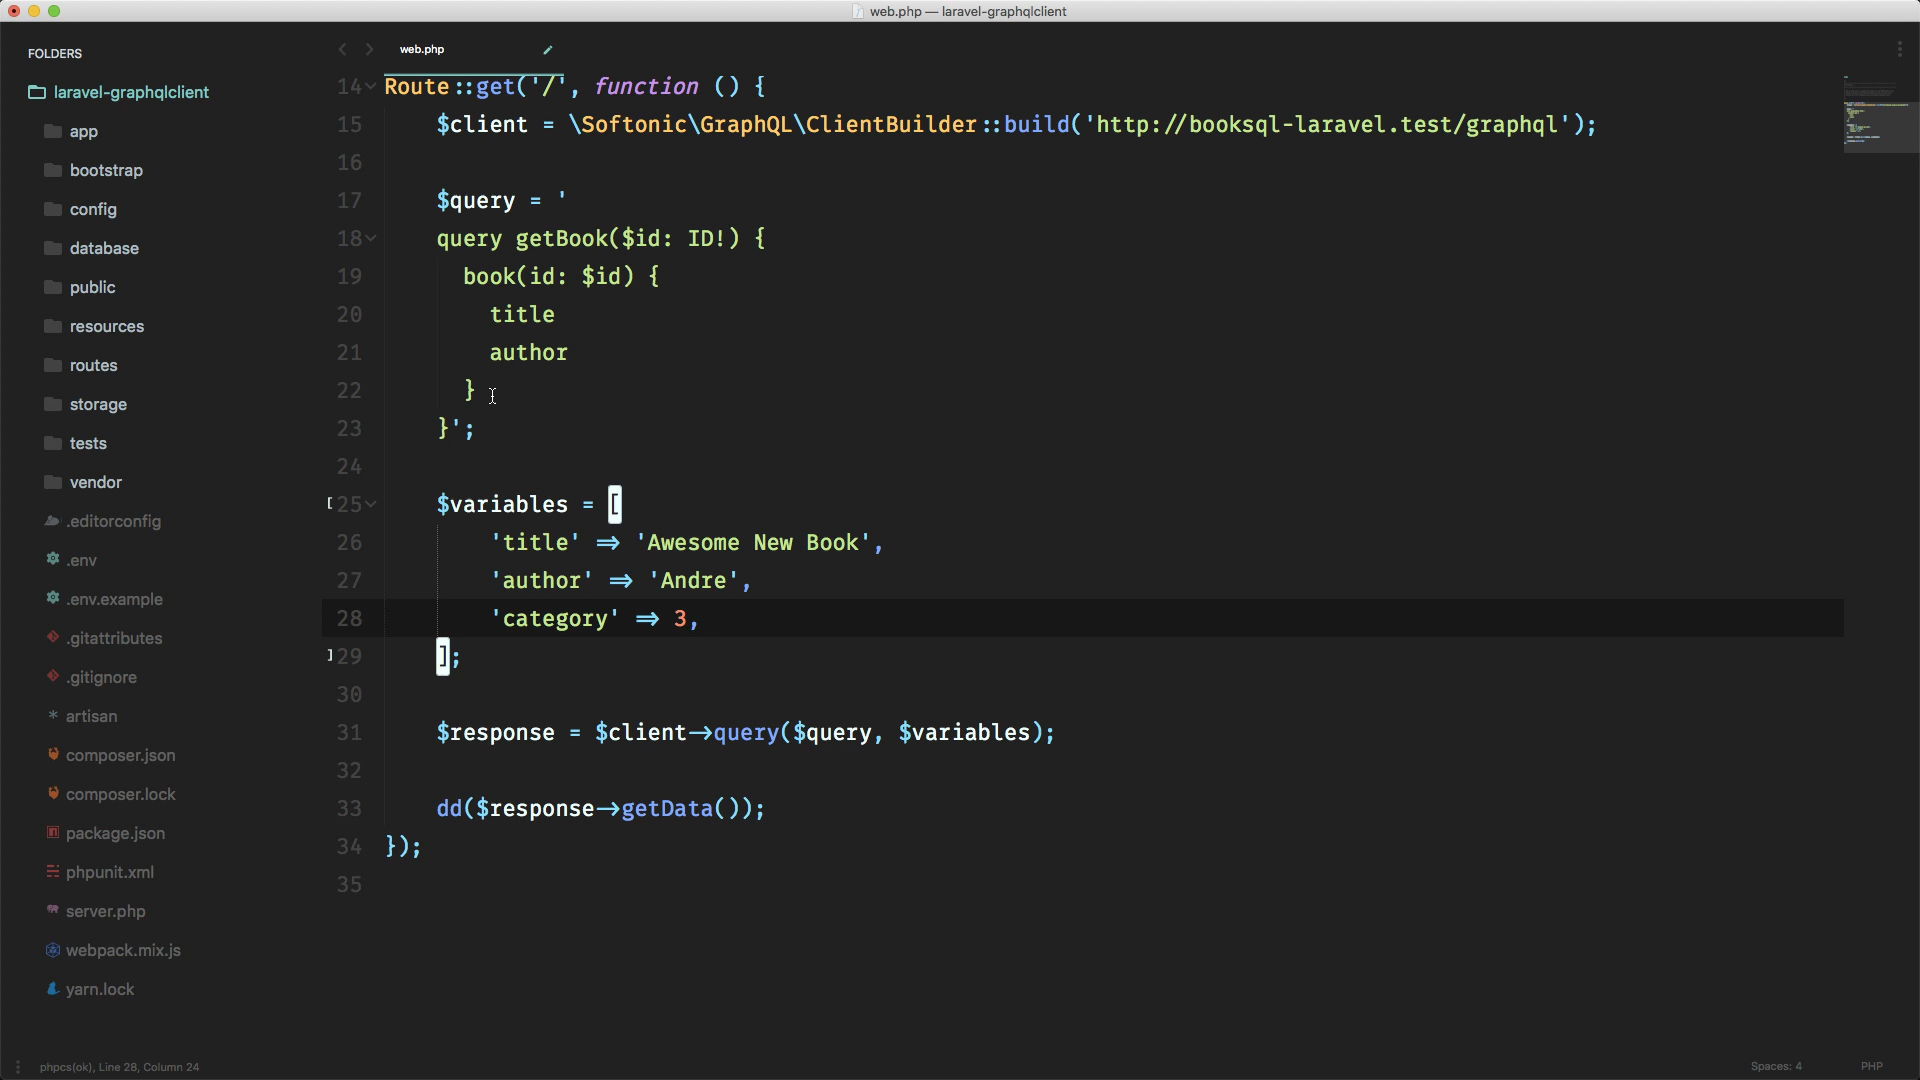 web.php — laravel-graphqlclient
FOLDERS
laravel-graphqlclient
app
bootstrap
config
database
public
resources
routes
storage
tests
vendor
.editorconfig
.env
.env.example
.gitattributes
.gitignore
artisan
composer.json
composer.lock
package.json
phpunit.xml
server.php
webpack.mix.js
yarn.lock
web.php
14 Route::get('/', function () {
15 $client = \Softonic\GraphQL\ClientBuilder::build('http://booksql-laravel.test/graphql');
16
17 $query = '
18 query getBook($id: ID!) {
19 book(id: $id) {
20 title
21 author
22 }
23 }';
24
[ 25 $variables = [
26 'title' => 'Awesome New Book',
27 'author' => 'Andre',
28 'category' => 3,
] 29 ];
30
31 $response = $client->query($query, $variables);
32
33 dd($response->getData());
34 });
35
phpcs(ok), Line 28, Column 24
Spaces: 4
PHP